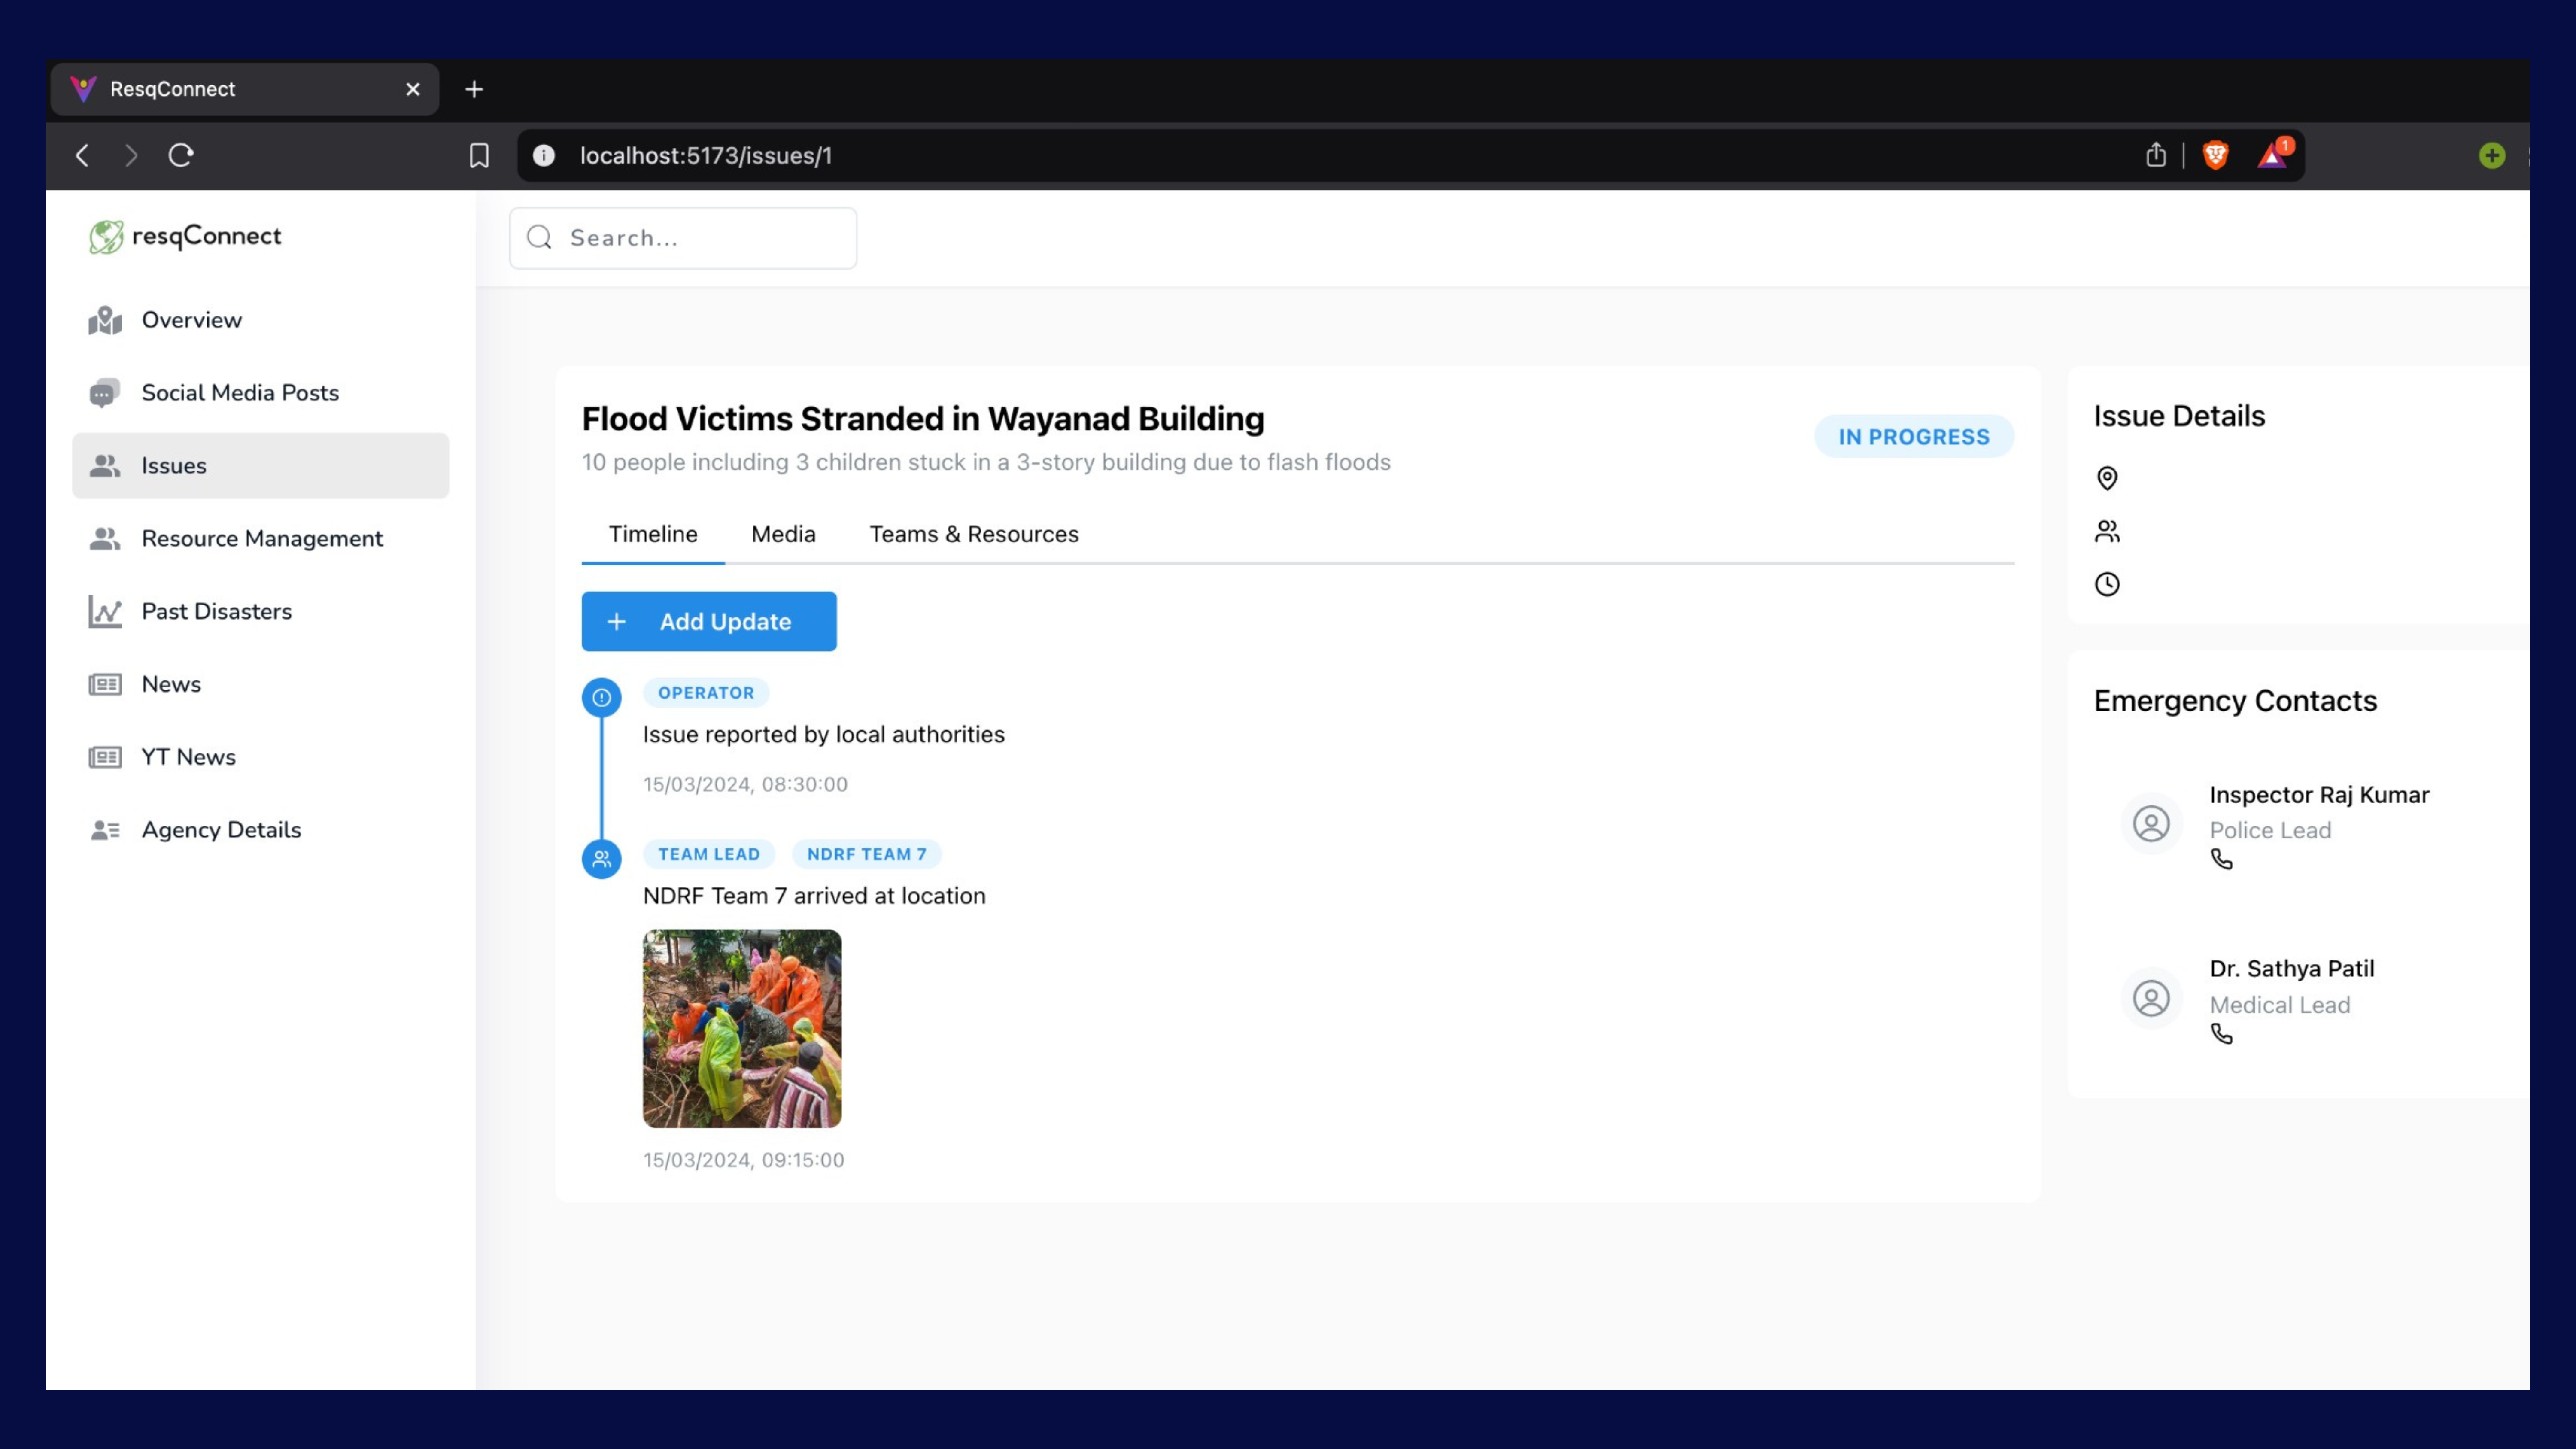 ResqConnect
localhost:5173/issues/1
1
resqConnect
Search...
Overview
Social Media Posts
Issues
Resource Management
Past Disasters
News
YT News
Agency Details
Flood Victims Stranded in Wayanad Building
10 people including 3 children stuck in a 3-story building due to flash floods
IN PROGRESS
Timeline Media Teams & Resources
Add Update
OPERATOR
Issue reported by local authorities
15/03/2024, 08:30:00
TEAM LEAD NDRF TEAM 7
NDRF Team 7 arrived at location
15/03/2024, 09:15:00
Issue Details
Emergency Contacts
Inspector Raj Kumar
Police Lead
Dr. Sathya Patil
Medical Lead